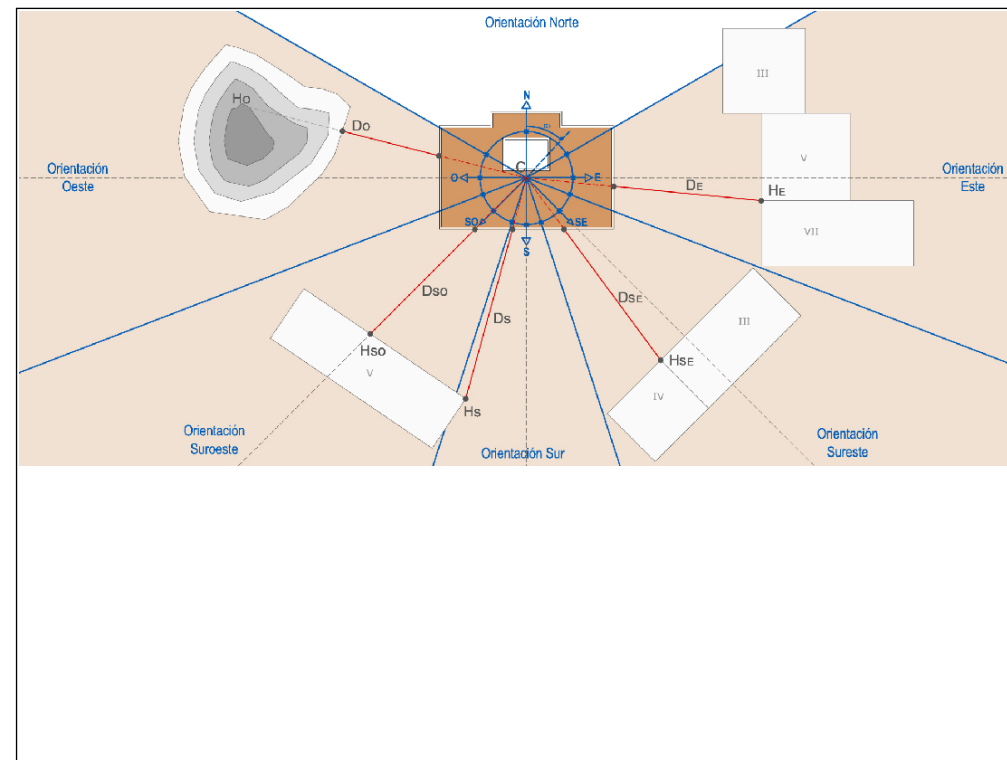 Orientación Norte
III
Ho
Do
N
C
V
Orientación
Oeste
O
E
DE
HE
Orientación
Este
SO
SE
S
VII
Dso
Ds
DSE
III
Hso
V
HSE
Hs
IV
Orientación
Suroeste
Orientación Sur
Orientación
Sureste